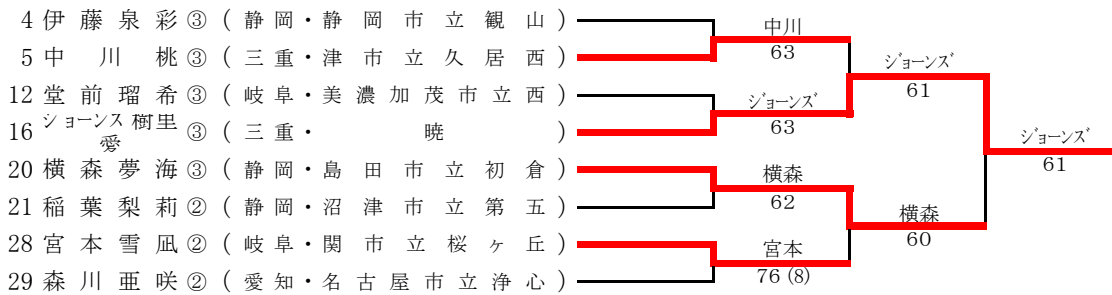 4 伊藤泉彩③ (静岡・静岡市立観山)
5 中川桃③ (三重・津市立久居西)
12 堂前瑠希③ (岐阜・美濃加茂市立西)
16 ショーンス樹里愛③ (三重・暁)
20 横森夢海③ (静岡・島田市立初倉)
21 稲葉梨莉② (静岡・沼津市立第五)
28 宮本雪凪② (岐阜・関市立桜ヶ丘)
29 森川亜咲② (愛知・名古屋市立浄心)
中川
63
ジョーンズ
63
横森
62
宮本
76(8)
ジョーンズ
61
横森
60
ジョーンズ
61